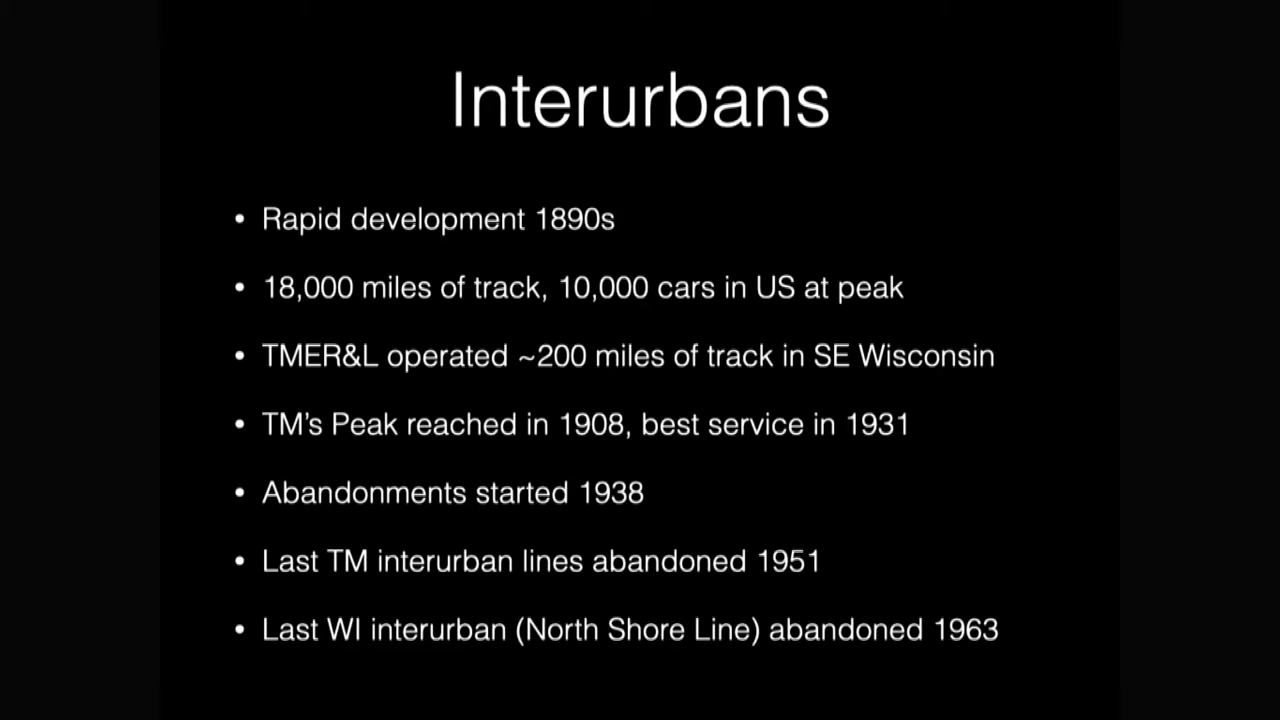 Interurbans
• Rapid development 1890s
• 18,000 miles of track, 10,000 cars in US at peak
• TMER&L operated ~200 miles of track in SE Wisconsin
• TM’s Peak reached in 1908, best service in 1931
• Abandonments started 1938
• Last TM interurban lines abandoned 1951
• Last WI interurban (North Shore Line) abandoned 1963